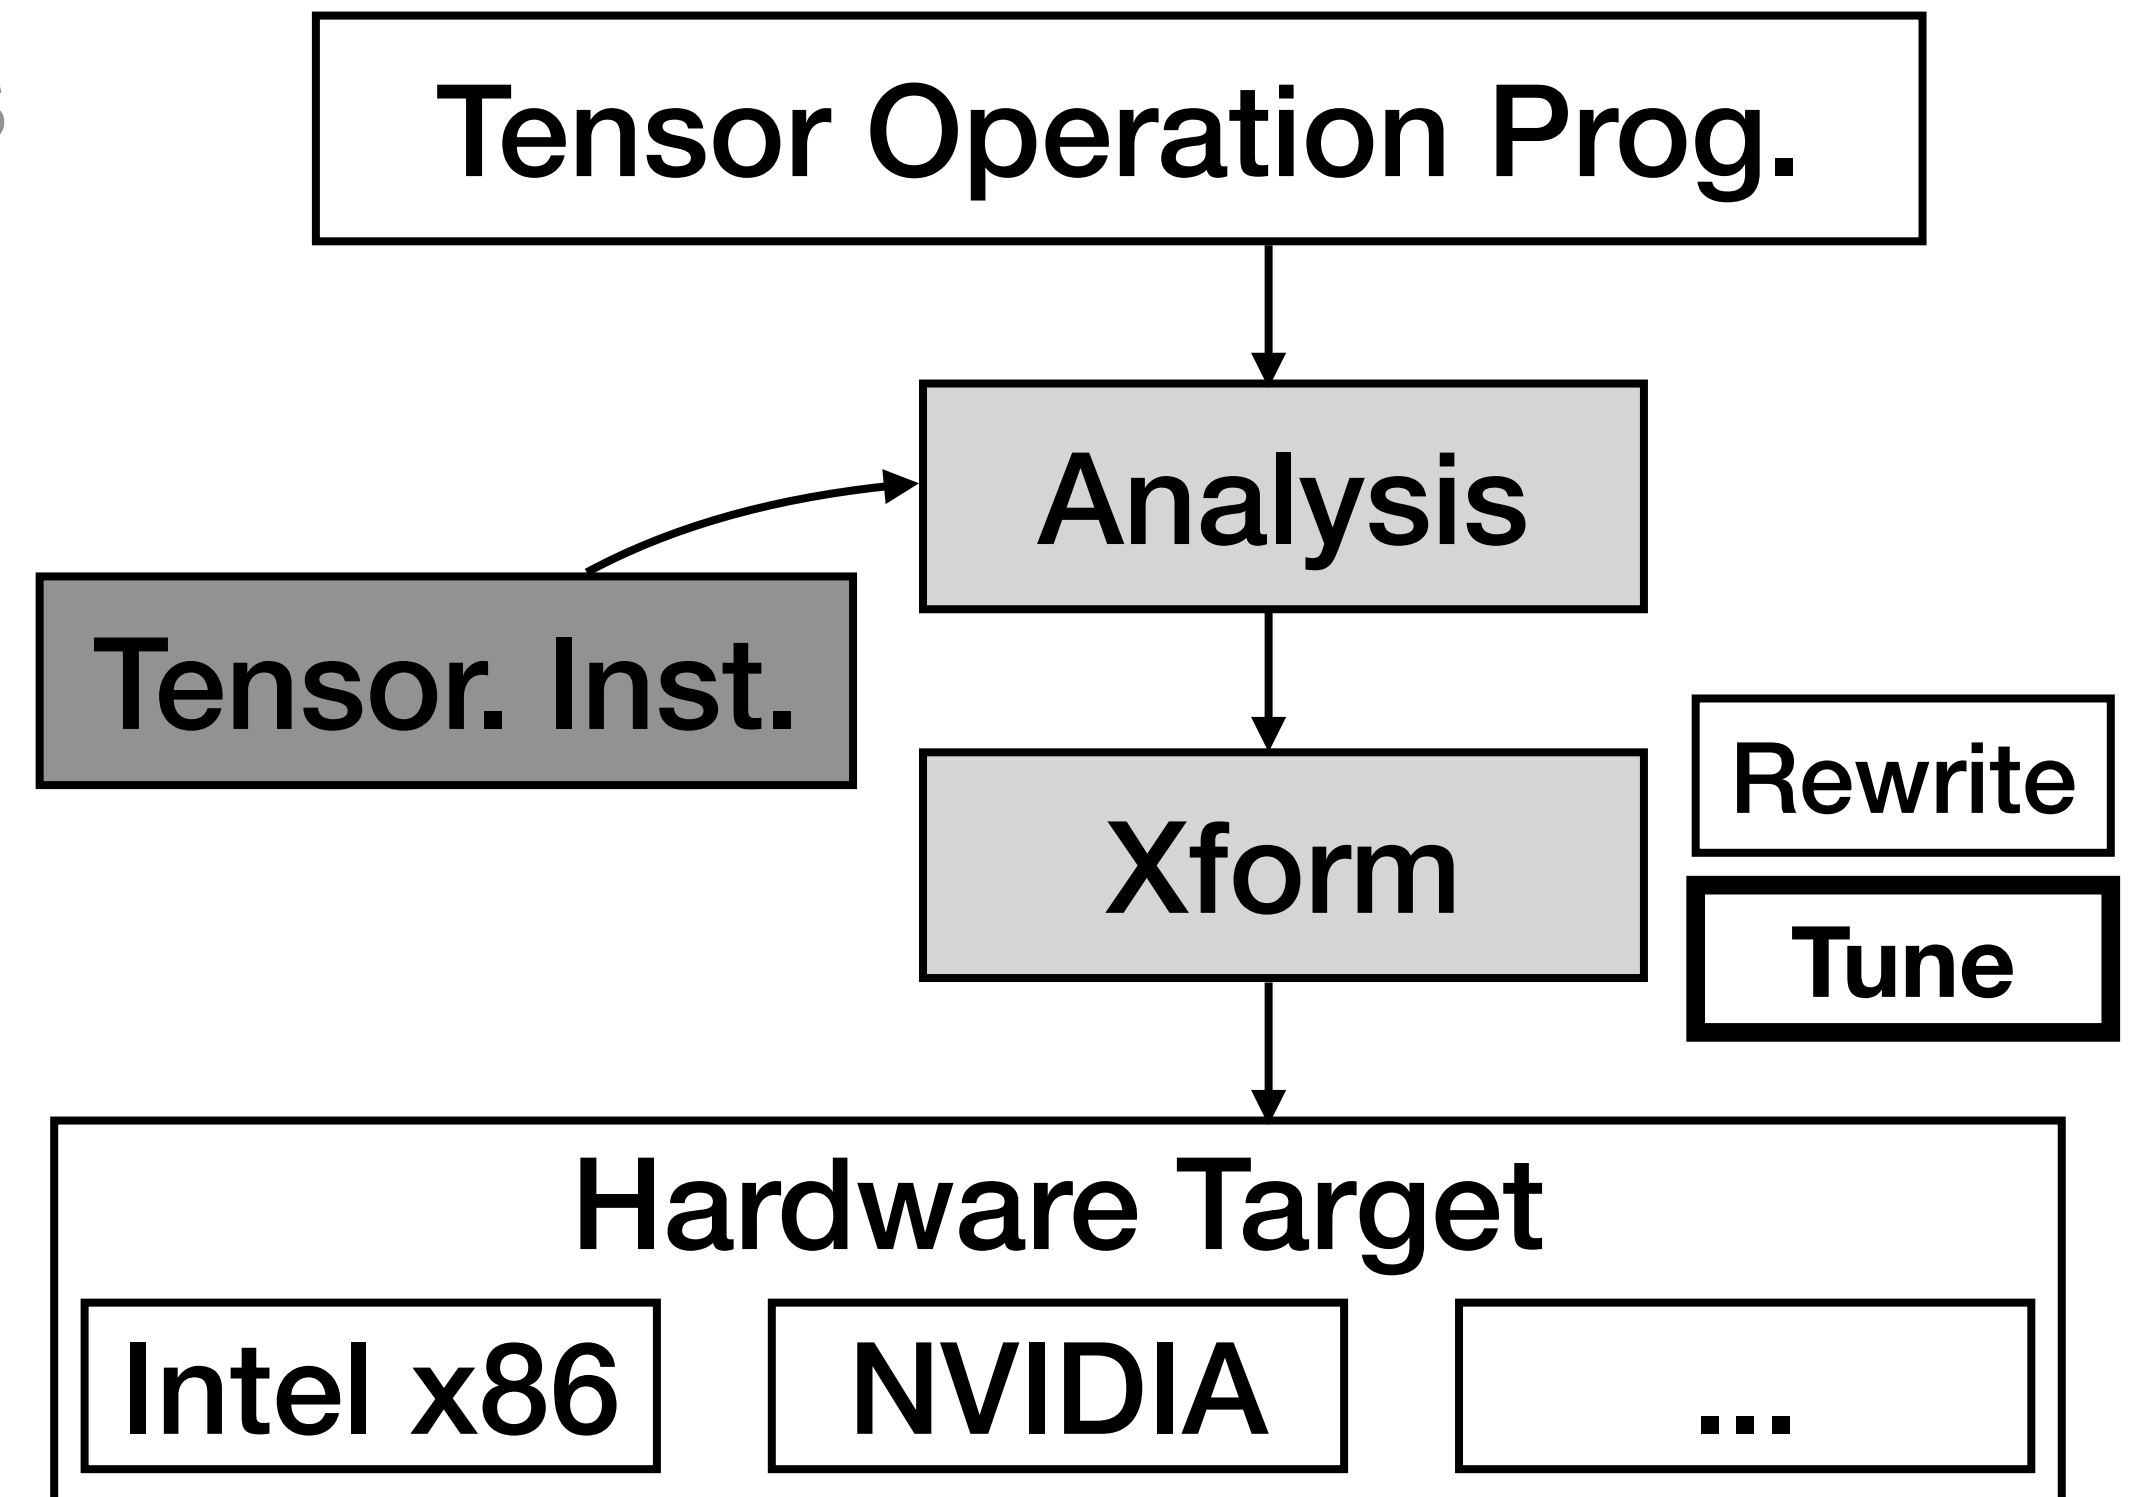 Tensor Operation Prog.
Analysis
Tensor. Inst.
Xform
Rewrite
Tune
Hardware Target
Intel x86
NVIDIA
...